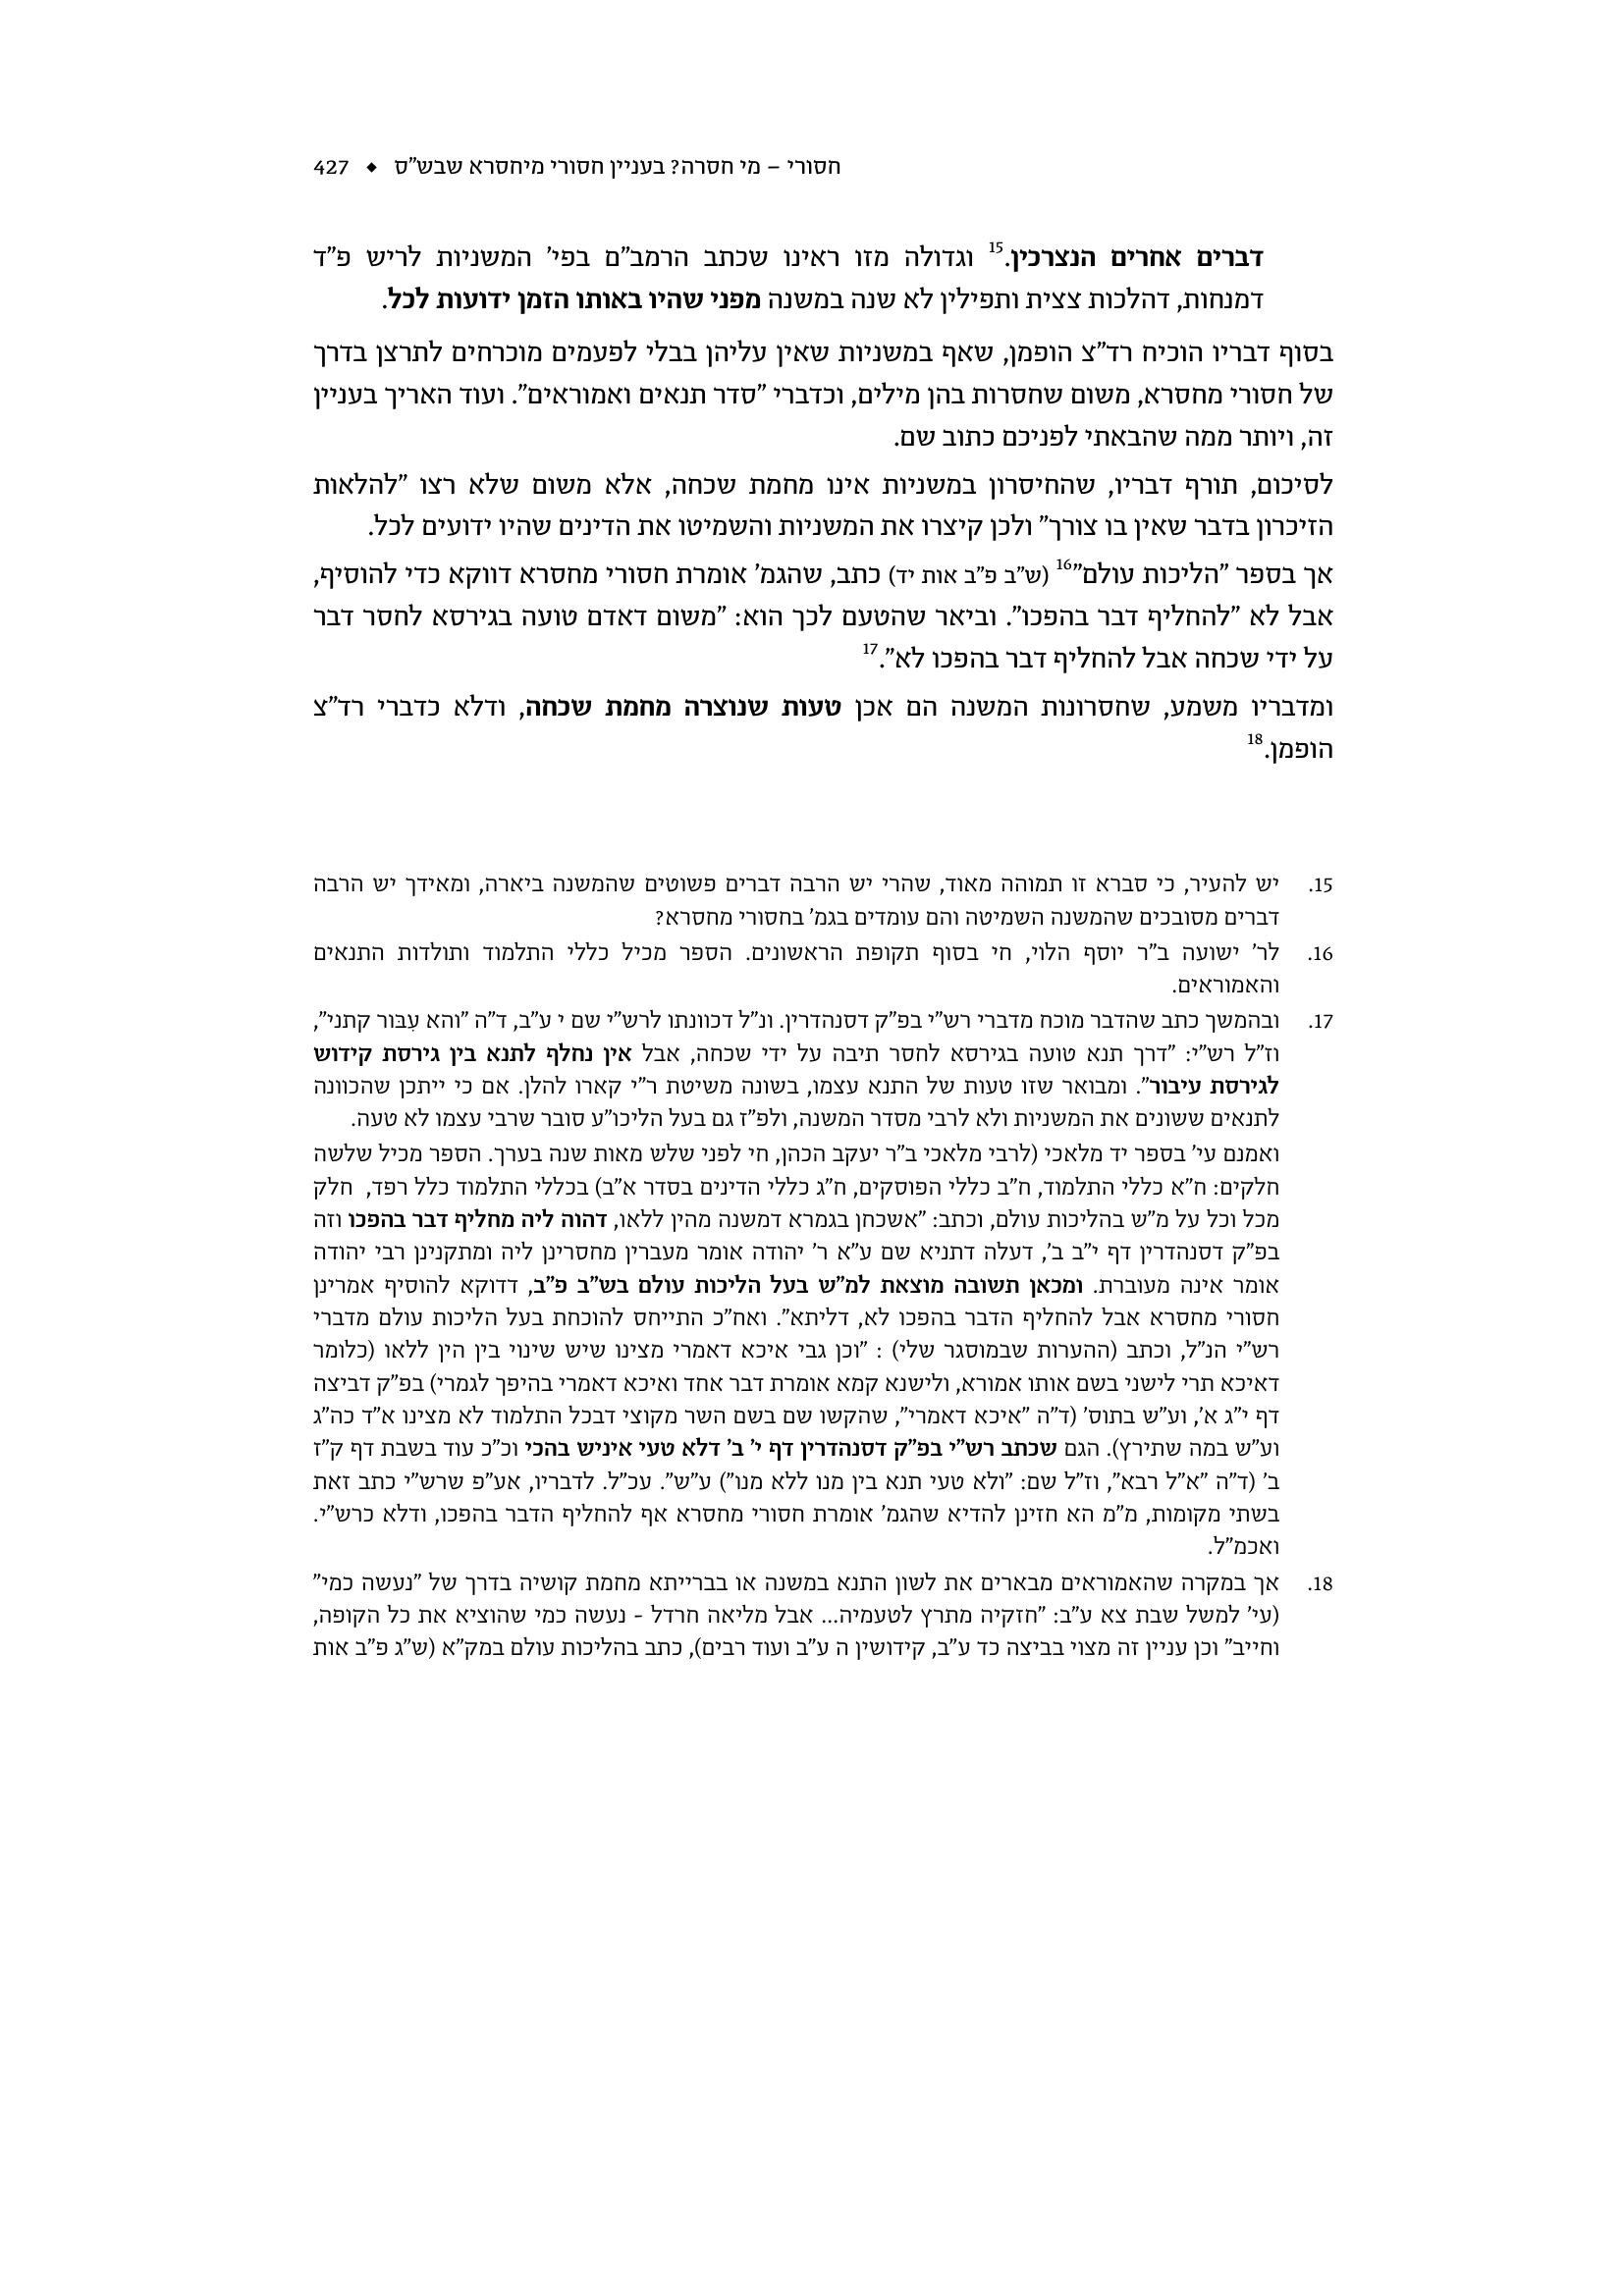 חסורי – מי חסרה? בעניין חסורי מיחסרא שבש"ס ◆ 427
דברים אחרים הנצרכין.15 וגדולה מזו ראינו שכתב הרמב"ם בפי' המשניות לריש פ"ד
דמנחות, דהלכות צצית ותפילין לא שנה במשנה מפני שהיו באותו הזמן ידועות לכל.
בסוף דבריו הוכיח רד"צ הופמן, שאף במשניות שאין עליהן בבלי לפעמים מוכרחים לתרצן בדרך
של חסורי מחסרא, משום שחסרות בהן מילים, וכדברי "סדר תנאים ואמוראים". ועוד האריך בעניין
זה, ויותר ממה שהבאתי לפניכם כתוב שם.
לסיכום, תורף דבריו, שהחיסרון במשניות אינו מחמת שכחה, אלא משום שלא רצו "להלאות
הזיכרון בדבר שאין בו צורך" ולכן קיצרו את המשניות והשמיטו את הדינים שהיו ידועים לכל.
אך בספר "הליכות עולם"16 (ש"ב פ"ב אות יד) כתב, שהגמ' אומרת חסורי מחסרא דווקא כדי להוסיף,
אבל לא "להחליף דבר בהפכו". וביאר שהטעם לכך הוא: "משום דאדם טועה בגירסא לחסר דבר
על ידי שכחה אבל להחליף דבר בהפכו לא".17
ומדבריו משמע, שחסרונות המשנה הם אכן טעות שנוצרה מחמת שכחה, ודלא כדברי רד"צ
הופמן.18
15. יש להעיר, כי סברא זו תמוהה מאוד, שהרי יש הרבה דברים פשוטים שהמשנה ביארה, ומאידך יש הרבה
דברים מסובכים שהמשנה השמיטה והם עומדים בגמ' בחסורי מחסרא?
16. לר' ישועה ב"ר יוסף הלוי, חי בסוף תקופת הראשונים. הספר מכיל כללי התלמוד ותולדות התנאים
והאמוראים.
17. ובהמשך כתב שהדבר מוכח מדברי רש"י בפ"ק דסנהדרין. ונ"ל דכוונתו לרש"י שם י ע"ב, ד"ה "והא עִבּור קתני",
וז"ל רש"י: "דרך תנא טועה בגירסא לחסר תיבה על ידי שכחה, אבל אין נחלף לתנא בין גירסת קידוש
לגירסת עיבור". ומבואר שזו טעות של התנא עצמו, בשונה משיטת ר"י קארו להלן. אם כי ייתכן שהכוונה
לתנאים ששונים את המשניות ולא לרבי מסדר המשנה, ולפ"ז גם בעל הליכו"ע סובר שרבי עצמו לא טעה.
ואמנם עי' בספר יד מלאכי (לרבי מלאכי ב"ר יעקב הכהן, חי לפני שלש מאות שנה בערך. הספר מכיל שלשה
חלקים: ח"א כללי התלמוד, ח"ב כללי הפוסקים, ח"ג כללי הדינים בסדר א"ב) בכללי התלמוד כלל רפד, חלק
מכל וכל על מ"ש בהליכות עולם, וכתב: "אשכחן בגמרא דמשנה מהין ללאו, דהוה ליה מחליף דבר בהפכו וזה
בפ"ק דסנהדרין דף י"ב ב', דעלה דתניא שם ע"א ר' יהודה אומר מעברין מחסרינן ליה ומתקנינן רבי יהודה
אומר אינה מעוברת. ומכאן תשובה מוצאת למ"ש בעל הליכות עולם בש"ב פ"ב, דדוקא להוסיף אמרינן
חסורי מחסרא אבל להחליף הדבר בהפכו לא, דליתא". ואח"כ התייחס להוכחת בעל הליכות עולם מדברי
רש"י הנ"ל, וכתב (ההערות שבמוסגר שלי) : "וכן גבי איכא דאמרי מצינו שיש שינוי בין הין ללאו (כלומר
דאיכא תרי לישני בשם אותו אמורא, ולישנא קמא אומרת דבר אחד ואיכא דאמרי בהיפך לגמרי) בפ"ק דביצה
דף י"ג א', וע"ש בתוס' (ד"ה "איכא דאמרי", שהקשו שם בשם השר מקוצי דבכל התלמוד לא מצינו א"ד כה"ג
וע"ש במה שתירץ). הגם שכתב רש"י בפ"ק דסנהדרין דף י' ב' דלא טעי איניש בהכי וכ"כ עוד בשבת דף ק"ז
ב' (ד"ה "א"ל רבא", וז"ל שם: "ולא טעי תנא בין מנו ללא מנו") ע"ש". עכ"ל. לדבריו, אע"פ שרש"י כתב זאת
בשתי מקומות, מ"מ הא חזינן להדיא שהגמ' אומרת חסורי מחסרא אף להחליף הדבר בהפכו, ודלא כרש"י.
ואכמ"ל.
18. אך במקרה שהאמוראים מבארים את לשון התנא במשנה או בברייתא מחמת קושיה בדרך של "נעשה כמי"
(עי' למשל שבת צא ע"ב: "חזקיה מתרץ לטעמיה... אבל מליאה חרדל - נעשה כמי שהוציא את כל הקופה,
וחייב" וכן עניין זה מצוי בביצה כד ע"ב, קידושין ה ע"ב ועוד רבים), כתב בהליכות עולם במק"א (ש"ג פ"ב אות